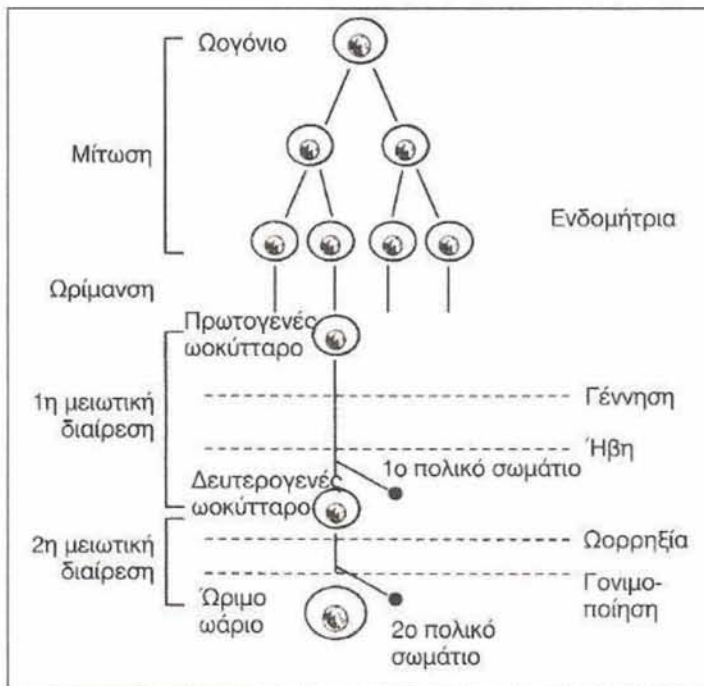 Ωογόνιο
Μίτωση
Ενδομήτρια
Ωρίμανση
Πρωτογενές
ωοκύτταρο
1η μειωτική
διαίρεση
Γέννηση
Ήβη
1ο πολικό σωμάτιο
Δευτερογενές
ωοκύτταρο
2η μειωτική
διαίρεση
Ωορρηξία
Γονιμο-
ποίηση
Ώριμο
ωάριο
2ο πολικό
σωμάτιο